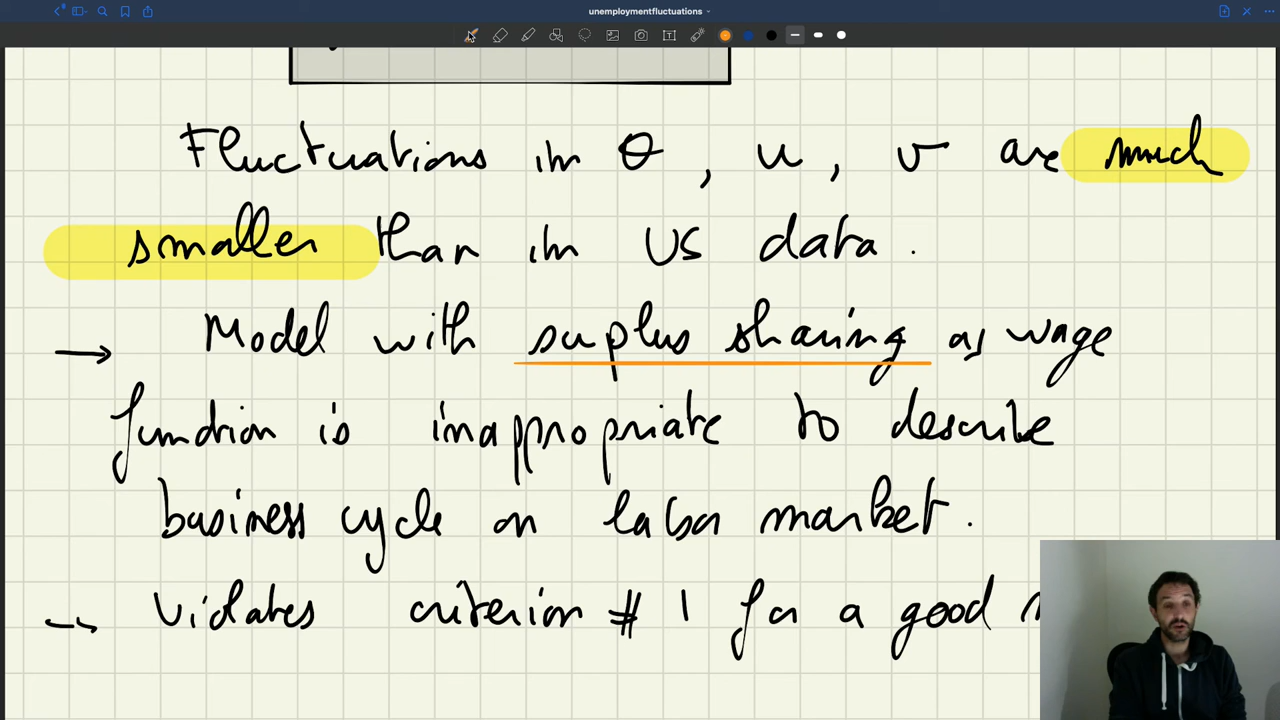 unemploymentfluctuations
Fluctuations in θ, u, v are much
smaller than in US data.
→ Model with surplus sharing as wage
function is inappropriate to describe
business cycle on labor market.
→ Violates criterion # 1 for a good